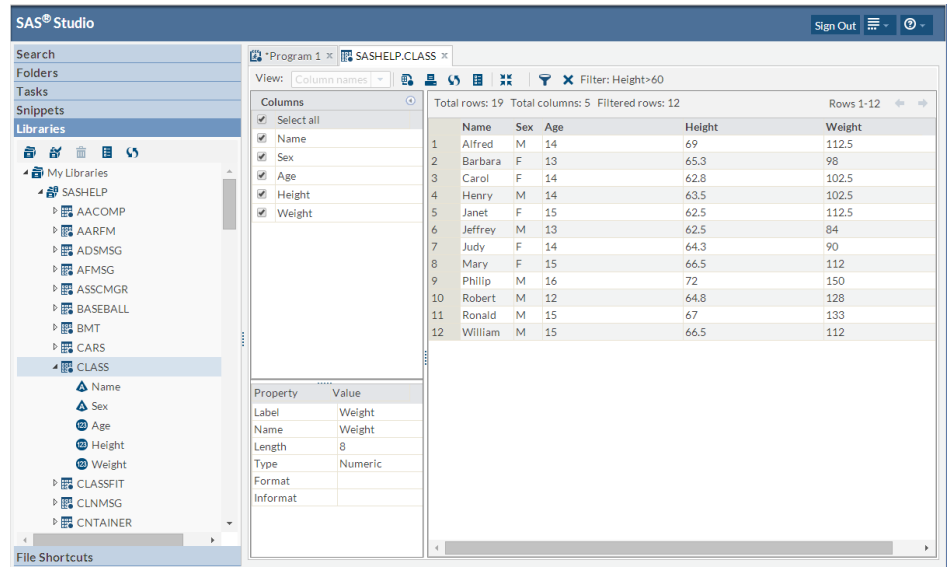 SAS® Studio
Sign Out
Search
Folders
Tasks
Snippets
Libraries
My Libraries
SASHELP
AACOMP
AARFM
ADSMSG
AFMSG
ASSCMGR
BASEBALL
BMT
CARS
CLASS
Name
Sex
Age
Height
Weight
CLASSFIT
CLNMSG
CNTAINER
File Shortcuts
*Program 1 × SASHELP.CLASS ×
View: Column names Filter: Height>60
Columns
Select all
Name
Sex
Age
Height
Weight
Property Value
Label Weight
Name Weight
Length 8
Type Numeric
Format
Informat
Total rows: 19 Total columns: 5 Filtered rows: 12 Rows 1-12
Name Sex Age Height Weight
1 Alfred M 14 69 112.5
2 Barbara F 13 65.3 98
3 Carol F 14 62.8 102.5
4 Henry M 14 63.5 102.5
5 Janet F 15 62.5 112.5
6 Jeffrey M 13 62.5 84
7 Judy F 14 64.3 90
8 Mary F 15 66.5 112
9 Philip M 16 72 150
10 Robert M 12 64.8 128
11 Ronald M 15 67 133
12 William M 15 66.5 112